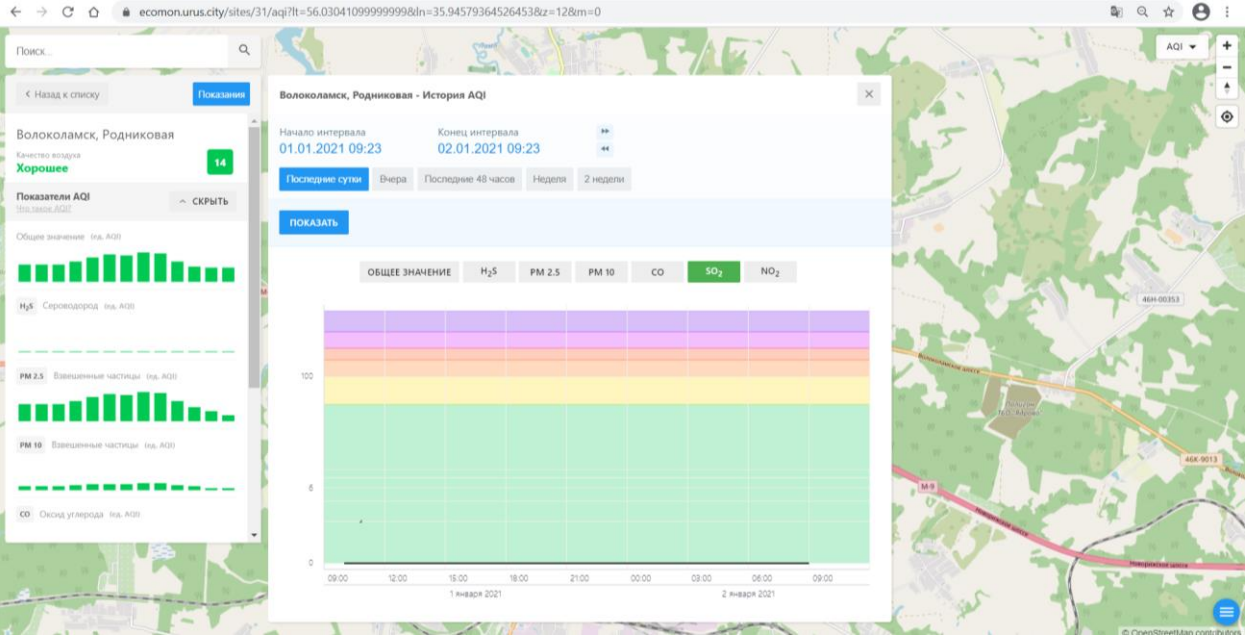 ecomon.urus.city/sites/31/aqi?lt=56.03041099999999&ln=35.94579364526453&z=12&m=0
Поиск...
AQI
Назад к списку
Показания
Волоколамск, Родниковая - История AQI
Волоколамск, Родниковая
Качество воздуха
Хорошее
14
Начало интервала
Конец интервала
01.01.2021 09:23
02.01.2021 09:23
Последние сутки
Вчера
Последние 48 часов
Неделя
2 недели
Показатели AQI
Что такое AQI?
СКРЫТЬ
ПОКАЗАТЬ
Общее значение (ед. AQI)
ОБЩЕЕ ЗНАЧЕНИЕ
H₂S
PM 2.5
PM 10
CO
SO₂
NO₂
H₂S Сероводород (ед. AQI)
PM 2.5 Взвешенные частицы (ед. AQI)
PM 10 Взвешенные частицы (ед. AQI)
CO Оксид углерода (ед. AQI)
100
6
0
09:00
12:00
15:00
18:00
21:00
00:00
03:00
06:00
09:00
1 января 2021
2 января 2021
46Н-00353
Волоколамское шоссе
Полигон
ТБО "Ядрово"
46К-9013
М-9
Новорижское шоссе
Новорижское шоссе
© OpenStreetMap contributors